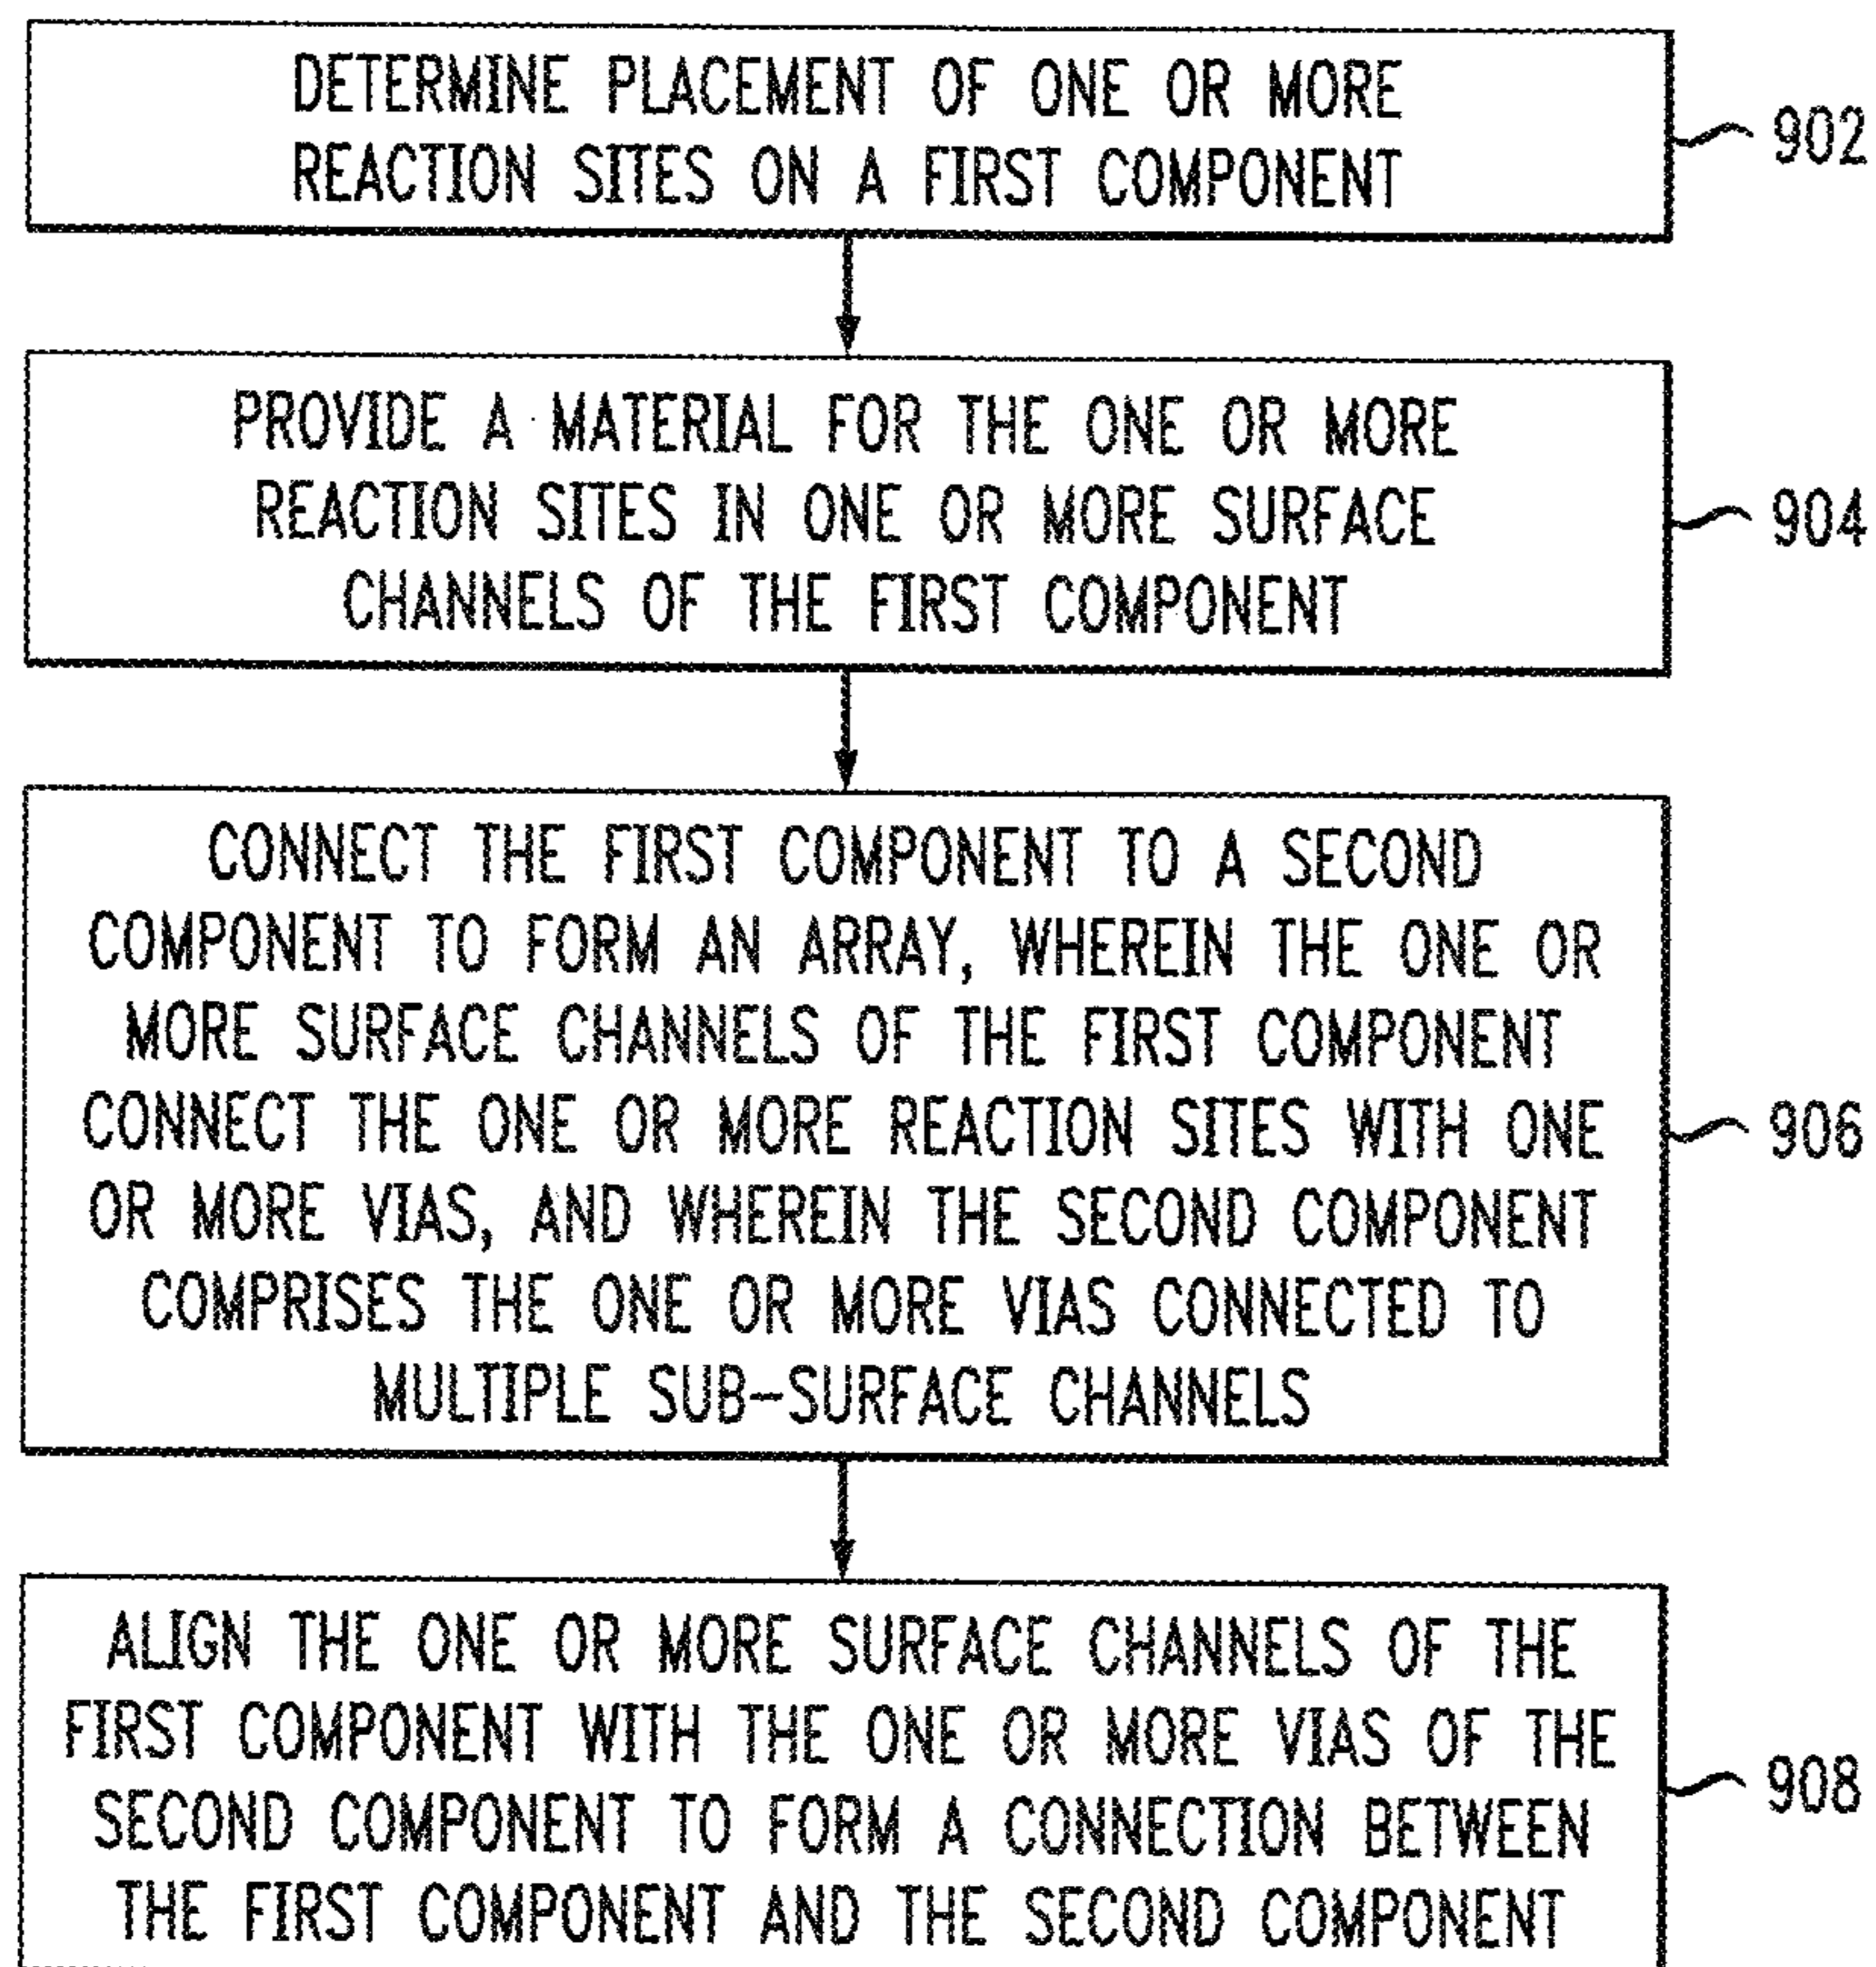 DETERMINE PLACEMENT OF ONE OR MORE
REACTION SITES ON A FIRST COMPONENT
902
PROVIDE A MATERIAL FOR THE ONE OR MORE
REACTION SITES IN ONE OR MORE SURFACE
CHANNELS OF THE FIRST COMPONENT
904
CONNECT THE FIRST COMPONENT TO A SECOND
COMPONENT TO FORM AN ARRAY, WHEREIN THE ONE OR
MORE SURFACE CHANNELS OF THE FIRST COMPONENT
CONNECT THE ONE OR MORE REACTION SITES WITH ONE
OR MORE VIAS, AND WHEREIN THE SECOND COMPONENT
COMPRISES THE ONE OR MORE VIAS CONNECTED TO
MULTIPLE SUB-SURFACE CHANNELS
906
ALIGN THE ONE OR MORE SURFACE CHANNELS OF THE
FIRST COMPONENT WITH THE ONE OR MORE VIAS OF THE
SECOND COMPONENT TO FORM A CONNECTION BETWEEN
THE FIRST COMPONENT AND THE SECOND COMPONENT
908